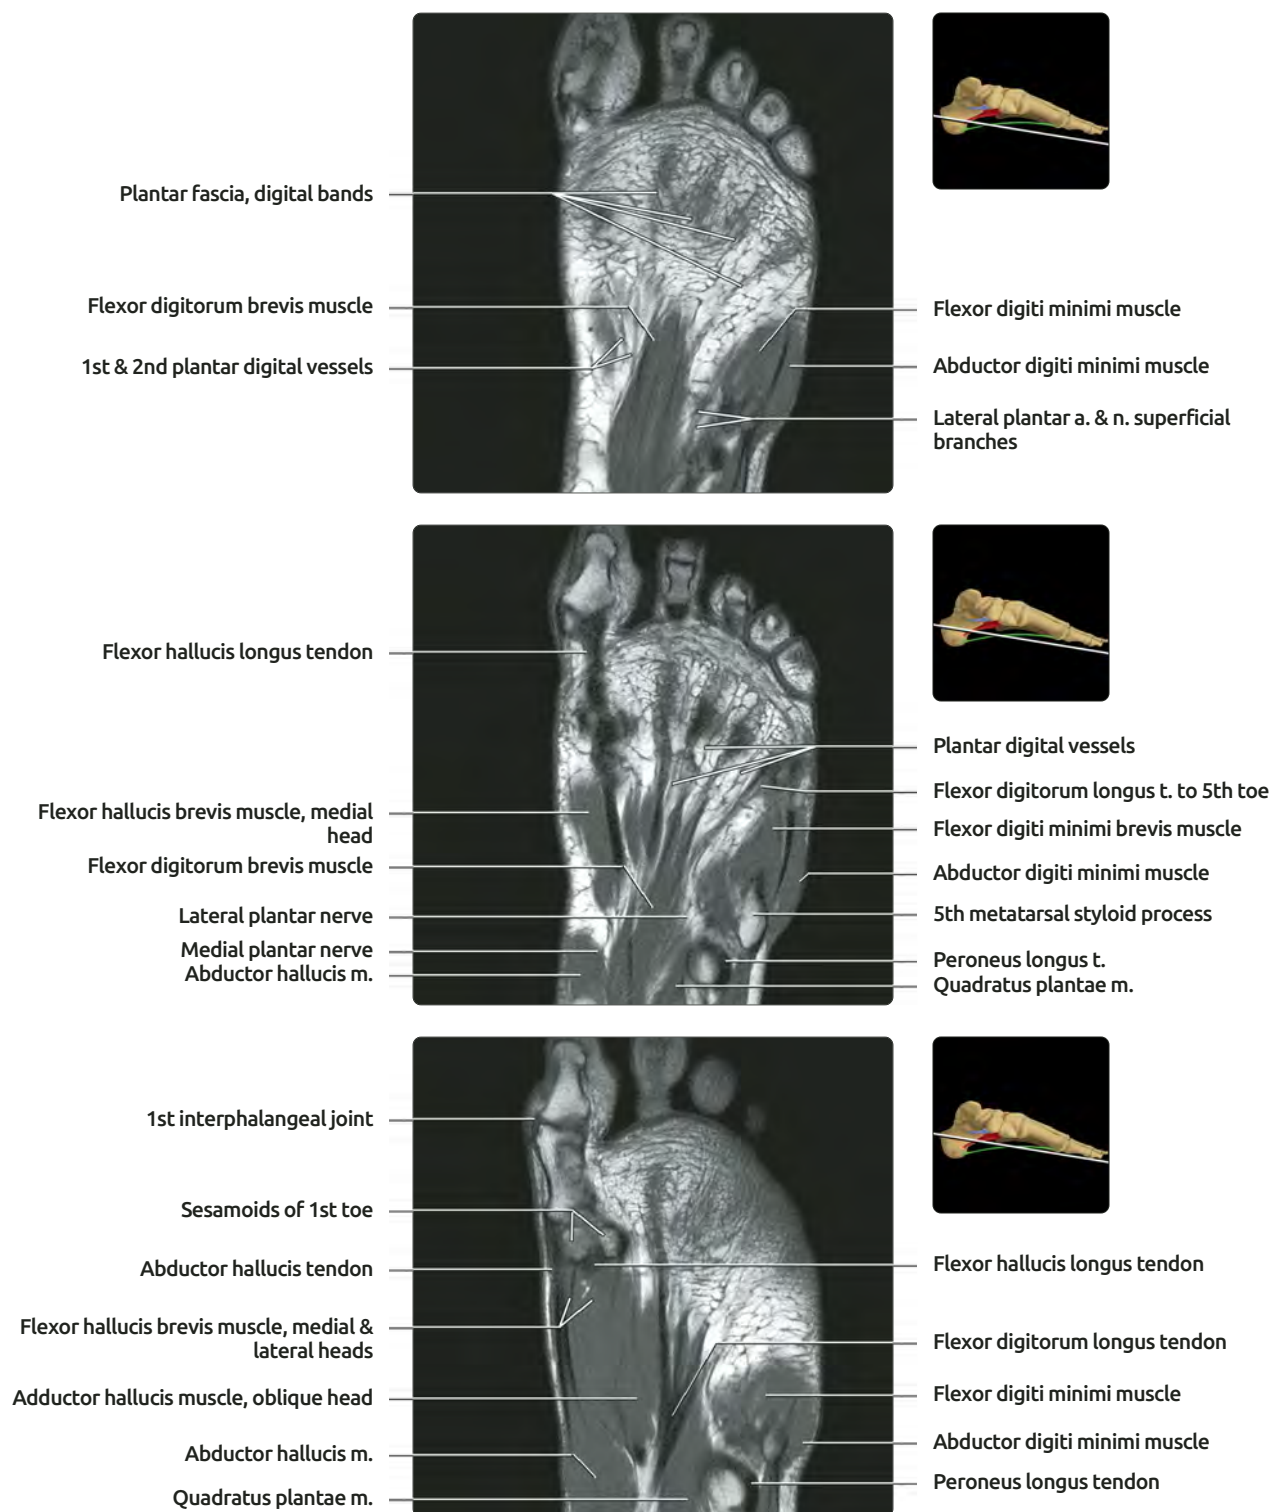 Plantar fascia, digital bands
Flexor digitorum brevis muscle
1st & 2nd plantar digital vessels
Flexor digiti minimi muscle
Abductor digiti minimi muscle
Lateral plantar a. & n. superficial
branches
Flexor hallucis longus tendon
Flexor hallucis brevis muscle, medial
head
Flexor digitorum brevis muscle
Lateral plantar nerve
Medial plantar nerve
Abductor hallucis m.
Plantar digital vessels
Flexor digitorum longus t. to 5th toe
Flexor digiti minimi brevis muscle
Abductor digiti minimi muscle
5th metatarsal styloid process
Peroneus longus t.
Quadratus plantae m.
1st interphalangeal joint
Sesamoids of 1st toe
Abductor hallucis tendon
Flexor hallucis brevis muscle, medial &
lateral heads
Adductor hallucis muscle, oblique head
Abductor hallucis m.
Quadratus plantae m.
Flexor hallucis longus tendon
Flexor digitorum longus tendon
Flexor digiti minimi muscle
Abductor digiti minimi muscle
Peroneus longus tendon